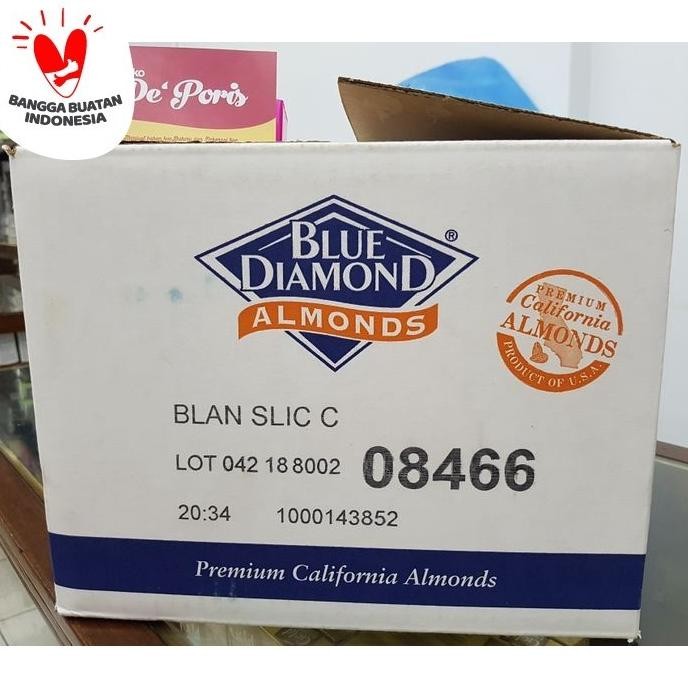 BANGGA BUATAN
INDONESIA
De' Poris
BLUE
DIAMOND
®
ALMONDS
PREMIUM
California
ALMONDS
PRODUCT OF U.S.A.
BLAN SLIC C
LOT 042 18 8002 08466
20:34 1000143852
Premium California Almonds